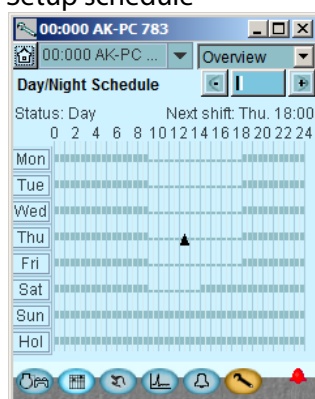 Setup schedule
00:000 AK-PC 783
00:000 AK-PC ... Overview
Day/Night Schedule
Status: Day Next shift: Thu. 18:00
0 2 4 6 8 10 12 14 16 18 20 22 24
Mon
Tue
Wed
Thu
Fri
Sat
Sun
Hol